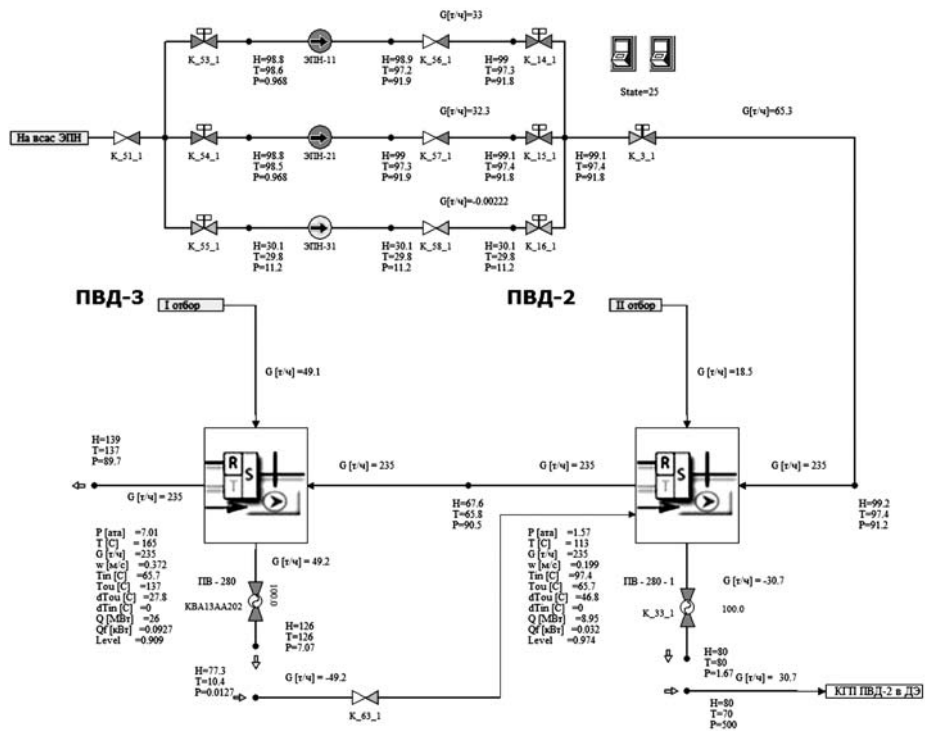 G[т/ч]=33
K_53_1
H=98.8
T=98.6
P=0.968
ЭПН-11
H=98.9
T=97.2
P=91.9
K_56_1
H=99
T=97.3
P=91.8
K_14_1
State=25
G[т/ч]=32.3
G[т/ч]=65.3
На всас ЭПН
K_51_1
K_54_1
H=98.8
T=98.5
P=0.968
ЭПН-21
H=99
T=97.3
P=91.9
K_57_1
H=99.1
T=97.4
P=91.8
K_15_1
H=99.1
T=97.4
P=91.8
K_3_1
G[т/ч]=-0.00222
K_55_1
H=30.1
T=29.8
P=11.2
ЭПН-31
H=30.1
T=29.8
P=11.2
K_58_1
H=30.1
T=29.8
P=11.2
K_16_1
ПВД-3
I отбор
ПВД-2
II отбор
G [т/ч] =49.1
G [т/ч] =18.5
H=139
T=137
P=89.7
G [т/ч] = 235
R
S
T
G [т/ч] = 235
H=67.6
T=65.8
P=90.5
G [т/ч] = 235
R
S
T
G [т/ч] = 235
H=99.2
T=97.4
P=91.2
P [ата] =7.01
T [C] =165
G [т/ч] =235
w [м/с] =0.372
Tin [C] =65.7
Tou [C] =137
dTou [C] =27.8
dTin [C] =0
Q [МВт] =26
Qf [кВт] =0.0927
Level =0.909
G [т/ч] = 49.2
ПВ - 280
KBA13AA202
100.0
H=126
T=126
P=7.07
P [ата] =1.57
T [C] =113
G [т/ч] =235
w [м/с] =0.199
Tin [C] =97.4
Tou [C] =65.7
dTou [C] =46.8
dTin [C] =0
Q [МВт] =8.95
Qf [кВт] =0.032
Level =0.974
G [т/ч] = -30.7
ПВ - 280 - 1
K_33_1
100.0
H=80
T=80
P=1.67
H=77.3
T=10.4
P=0.0127
G [т/ч] = -49.2
K_63_1
G [т/ч] = 30.7
H=80
T=70
P=500
КГП ПВД-2 в ДЭ